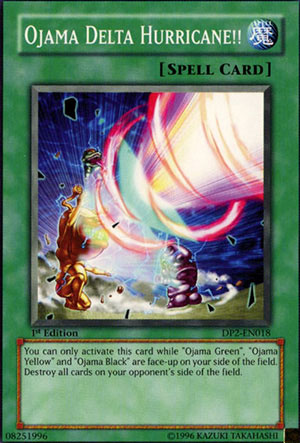 OJAMA DELTA HURRICANE!!
魔
[SPELL CARD]
1st Edition
DP2-EN018
You can only activate this card while "Ojama Green", "Ojama
Yellow" and "Ojama Black" are face-up on your side of the field.
Destroy all cards on your opponent's side of the field.
08251996
©1996 KAZUKI TAKAHASHI